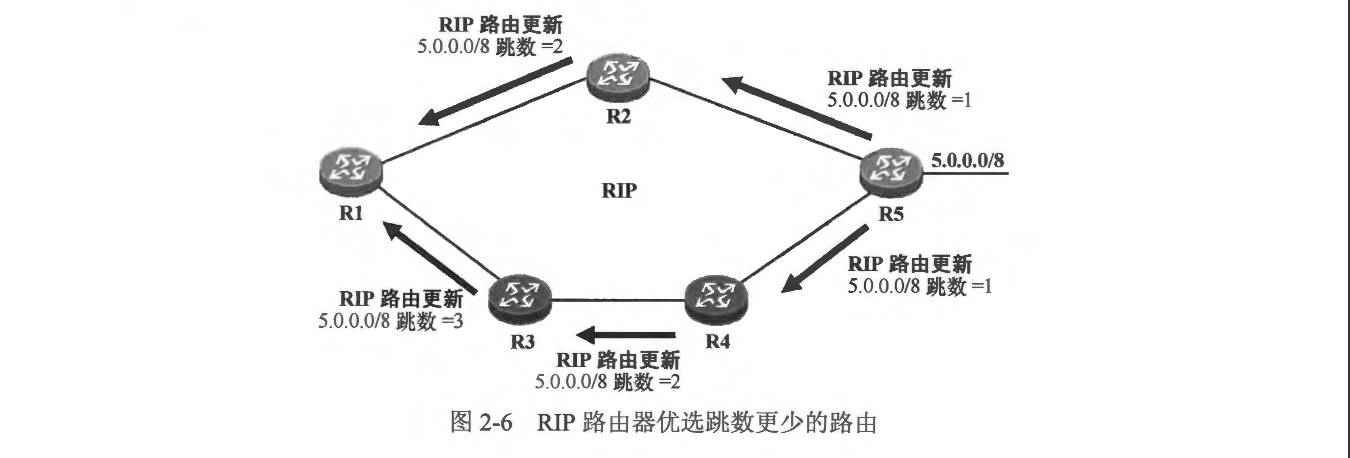 RIP 路由更新
5.0.0.0/8 跳数 =2
RIP 路由更新
5.0.0.0/8 跳数 =1
R2
5.0.0.0/8
RIP
R1
R5
RIP 路由更新
5.0.0.0/8 跳数 =1
RIP 路由更新
5.0.0.0/8 跳数 =3
R3
R4
RIP 路由更新
5.0.0.0/8 跳数 =2
图 2-6 RIP 路由器优选跳数更少的路由